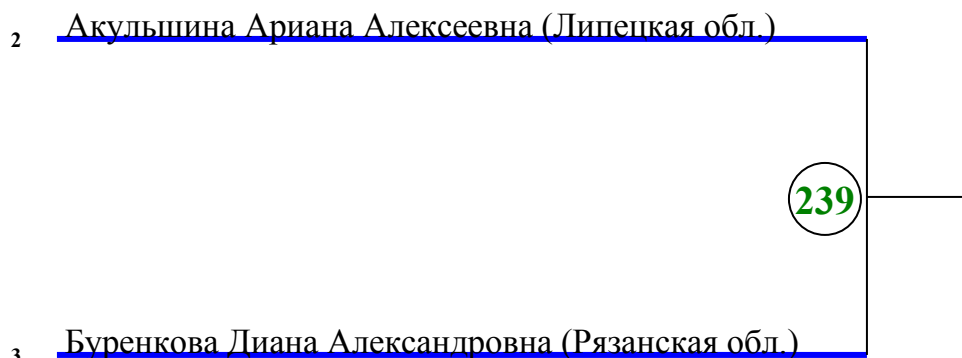 2 Акульшина Ариана Алексеевна (Липецкая обл.)
239
3 Буренкова Диана Александровна (Рязанская обл.)